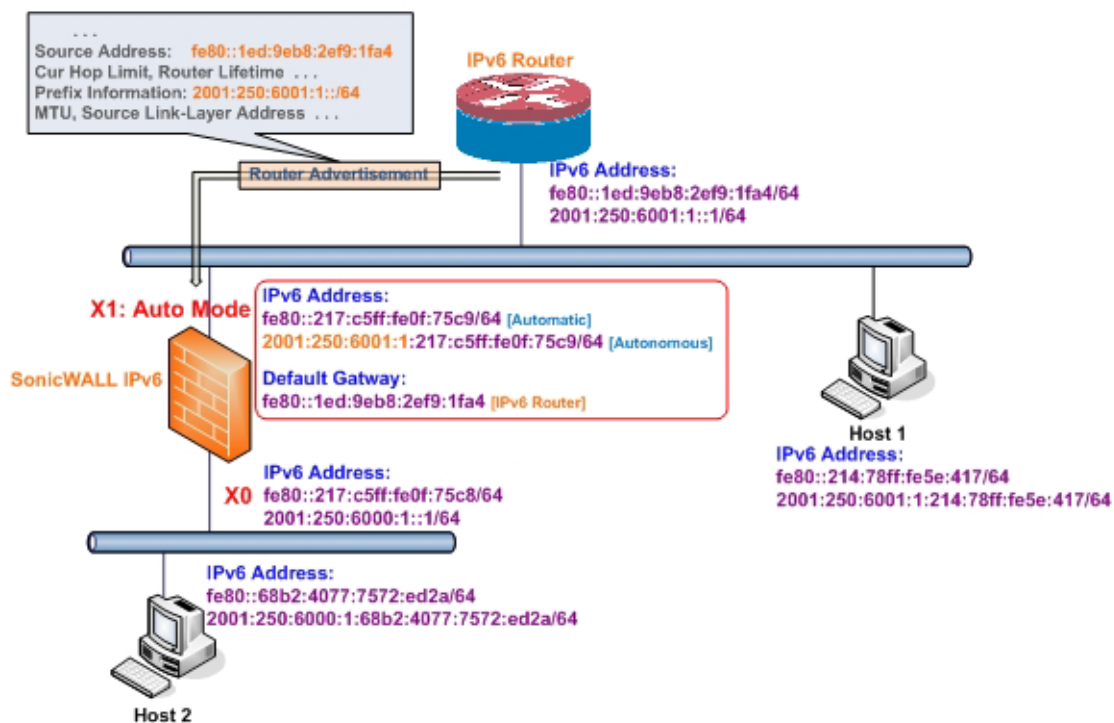 . . .
Source Address: fe80::1ed:9eb8:2ef9:1fa4
Cur Hop Limit, Router Lifetime . . .
Prefix Information: 2001:250:6001:1::/64
MTU, Source Link-Layer Address . . .
IPv6 Router
Router Advertisement
IPv6 Address:
fe80::1ed:9eb8:2ef9:1fa4/64
2001:250:6001:1::1/64
X1: Auto Mode
IPv6 Address:
fe80::217:c5ff:fe0f:75c9/64 [Automatic]
2001:250:6001:1:217:c5ff:fe0f:75c9/64 [Autonomous]
Default Gatway:
fe80::1ed:9eb8:2ef9:1fa4 [IPv6 Router]
SonicWALL IPv6
Host 1
IPv6 Address:
fe80::214:78ff:fe5e:417/64
2001:250:6001:1:214:78ff:fe5e:417/64
X0
IPv6 Address:
fe80::217:c5ff:fe0f:75c8/64
2001:250:6000:1::1/64
IPv6 Address:
fe80::68b2:4077:7572:ed2a/64
2001:250:6000:1:68b2:4077:7572:ed2a/64
Host 2